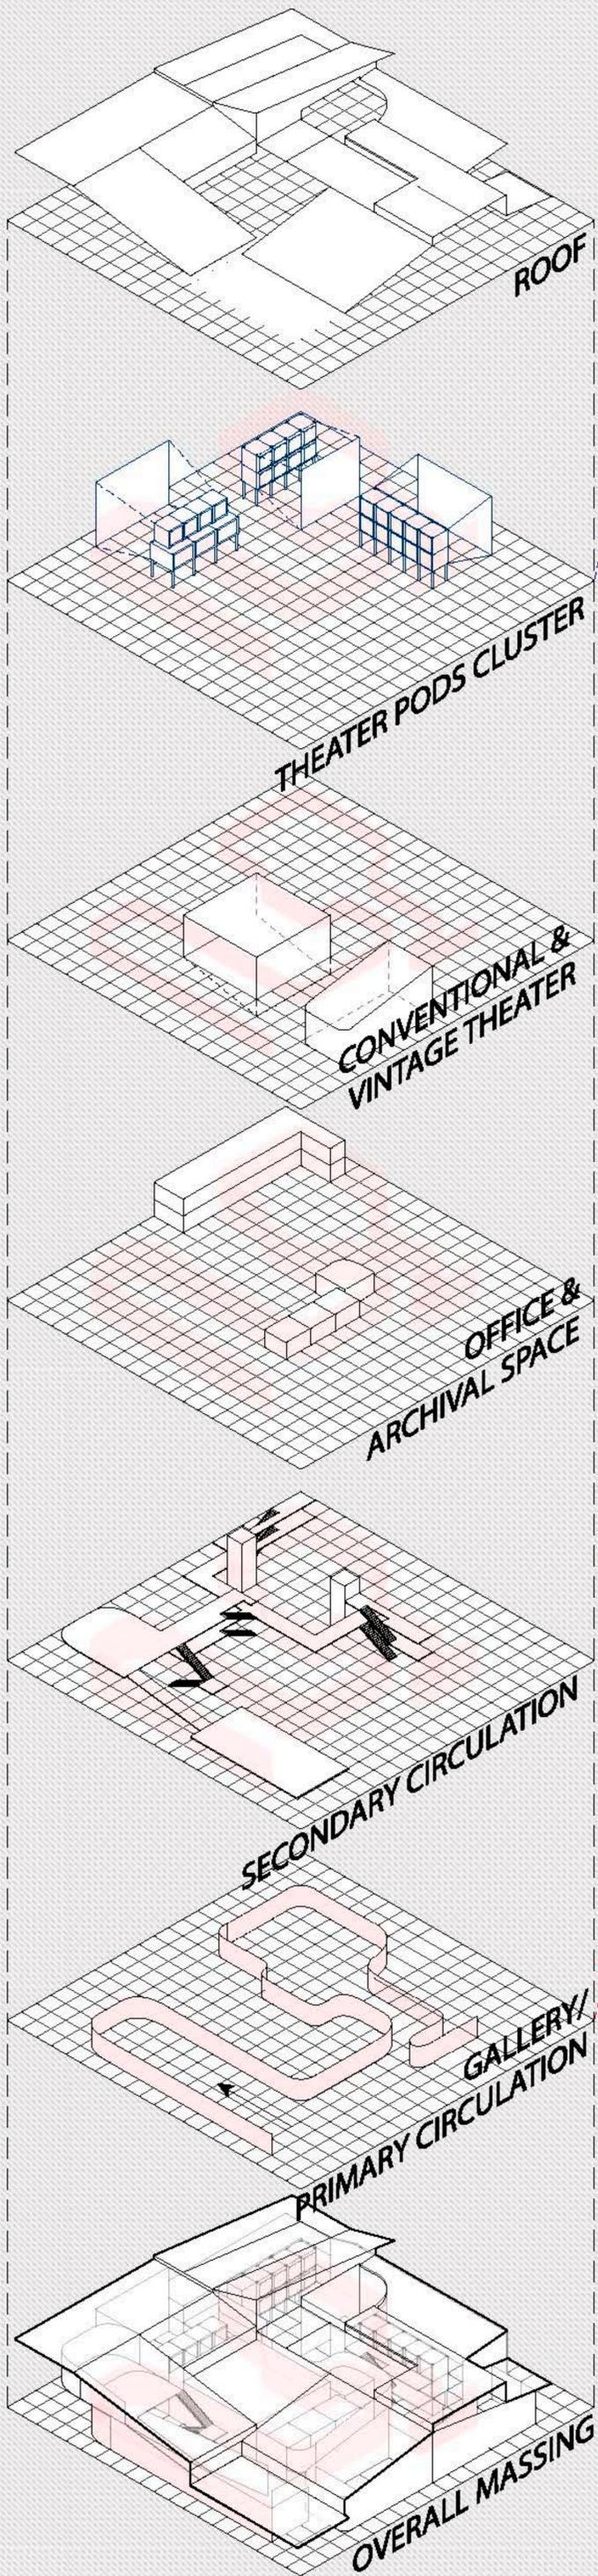 ROOF
THEATER PODS CLUSTER
CONVENTIONAL &
VINTAGE THEATER
OFFICE &
ARCHIVAL SPACE
SECONDARY CIRCULATION
GALLERY/
PRIMARY CIRCULATION
OVERALL MASSING